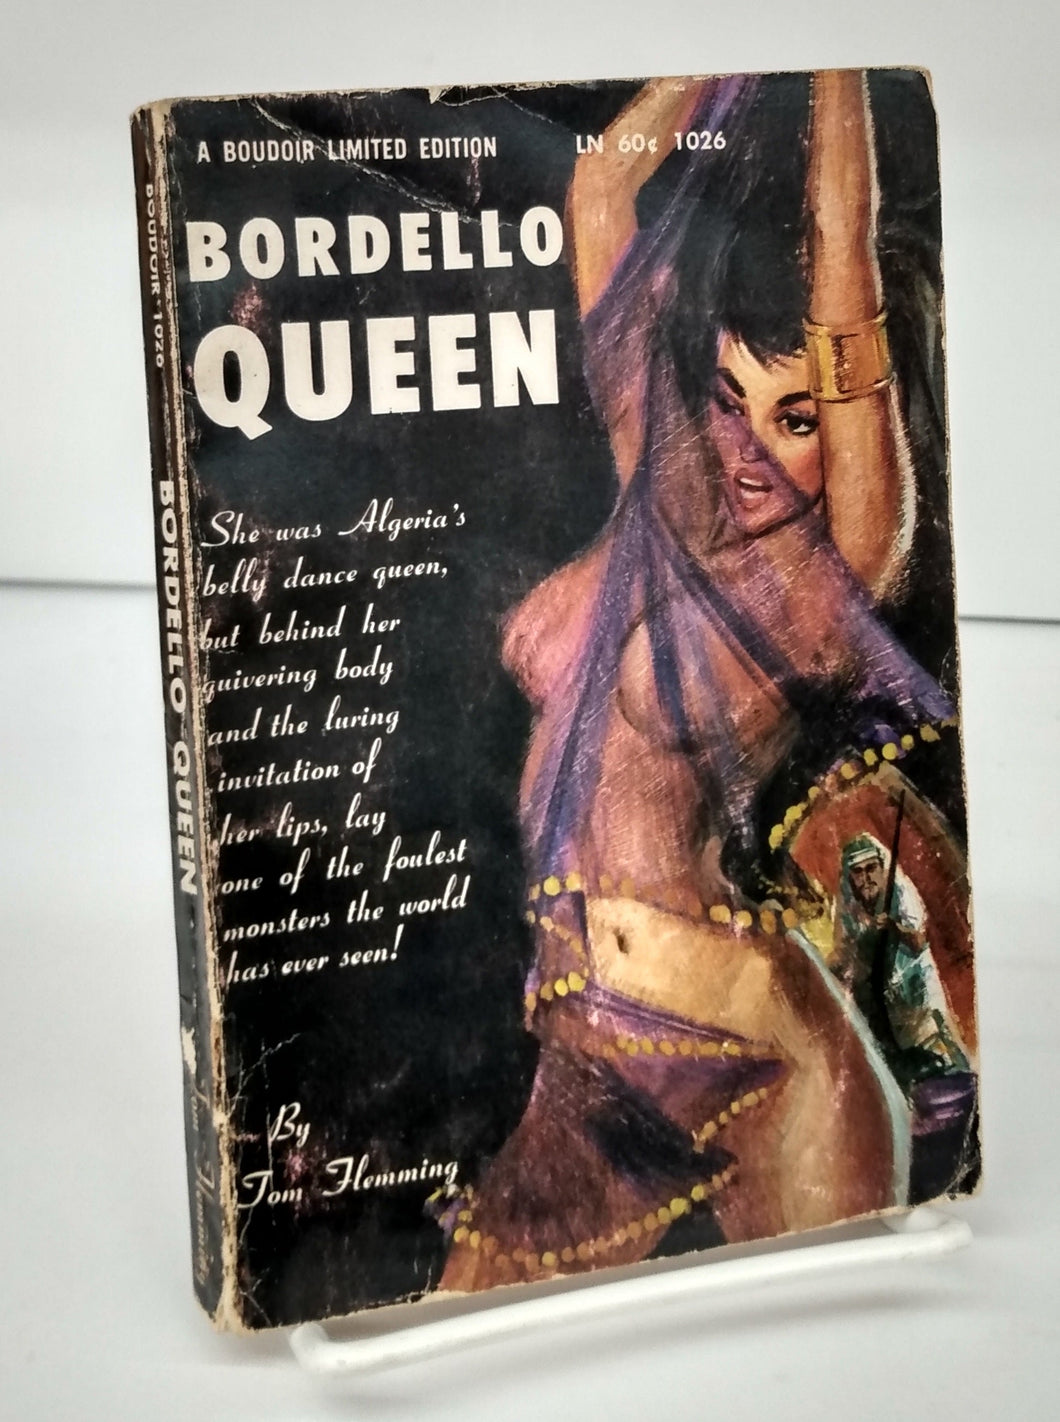 A BOUDOIR LIMITED EDITION LN 60¢ 1026
BORDELLO
QUEEN
She was Algeria's
belly dance queen,
but behind her
quivering body
and the luring
invitation of
her lips, lay
one of the foulest
monsters the world
has ever seen!
By
Tom Flemming
BOUDOIR 1026
BORDELLO QUEEN
Tom Flemming